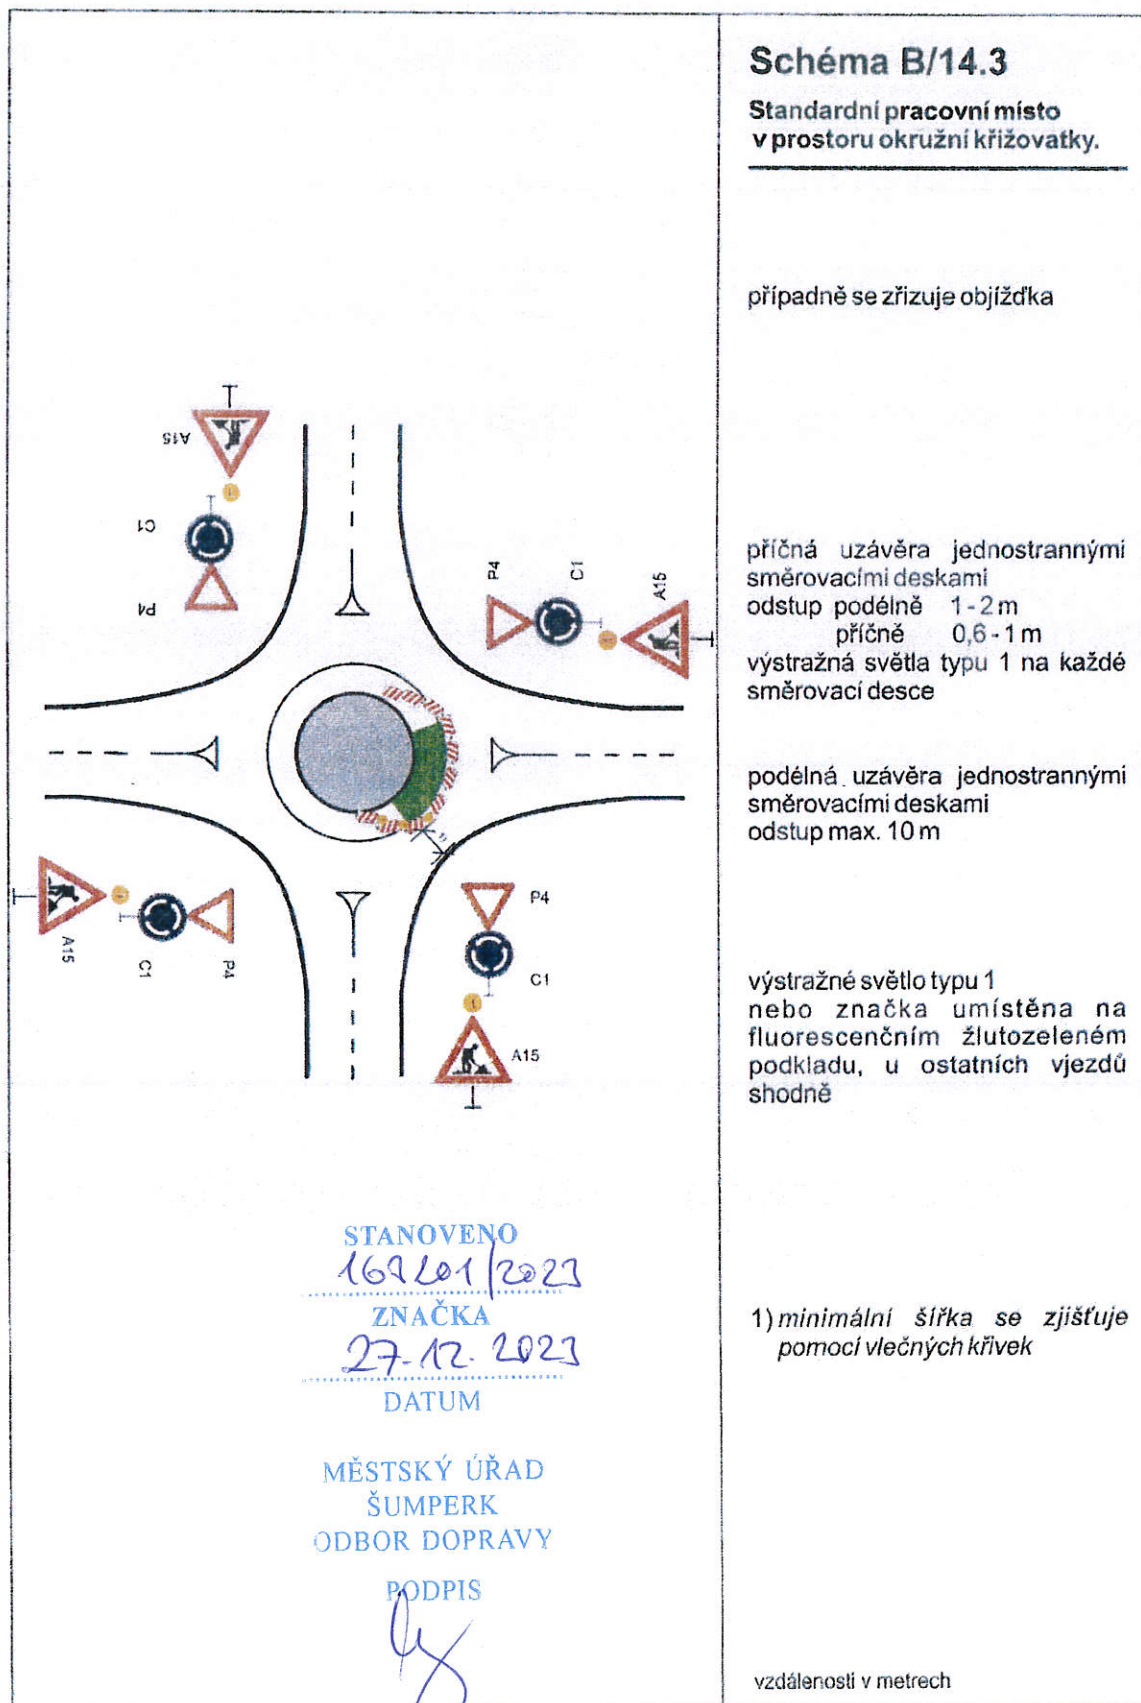 Schéma B/14.3
Standardní pracovní místo
v prostoru okružní křižovatky.
případně se zřizuje objížďka
příčná uzávěra jednostrannými
směrovacími deskami
odstup podélně 1-2 m
příčně 0,6-1 m
výstražná světla typu 1 na každé
směrovací desce
podélná uzávěra jednostrannými
směrovacími deskami
odstup max. 10 m
výstražné světlo typu 1
nebo značka umístěna na
fluorescenčním žlutozeleném
podkladu, u ostatních vjezdů
shodně
1) minimální šířka se zjišťuje
pomocí vlečných křivek
vzdálenosti v metrech
A15
C1
P4
P4
C1
A15
A15
C1
P4
P4
C1
A15
STANOVENO
169201/2023
ZNAČKA
27.12.2023
DATUM
MĚSTSKÝ ÚŘAD
ŠUMPERK
ODBOR DOPRAVY
PODPIS